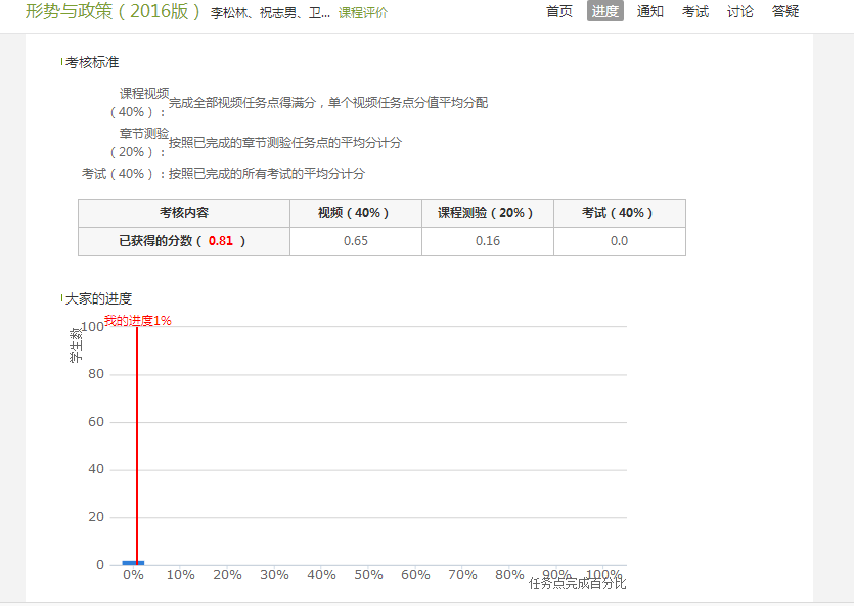 形势与政策（2016版） 李松林、祝志男、卫... 课程评价 首页 进度 通知 考试 讨论 答疑
考核标准
课程视频（40%）：完成全部视频任务点得满分，单个视频任务点分值平均分配
章节测验（20%）：按照已完成的章节测验任务点的平均分计分
考试（40%）：按照已完成的所有考试的平均分计分
考核内容 视频（40%） 课程测验（20%） 考试（40%）
已获得的分数（ 0.81 ） 0.65 0.16 0.0
大家的进度
我的进度1%
学生数
100
80
60
40
20
0
0% 10% 20% 30% 40% 50% 60% 70% 80% 90% 100%
任务点完成百分比